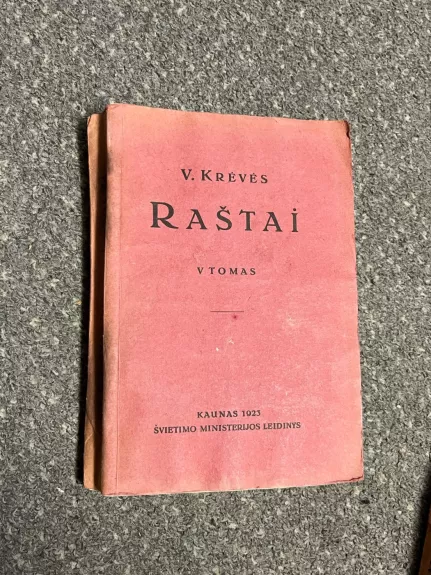 V. KRĖVĖS
RAŠTAI
V TOMAS
KAUNAS 1923
ŠVIETIMO MINISTERIJOS LEIDINYS